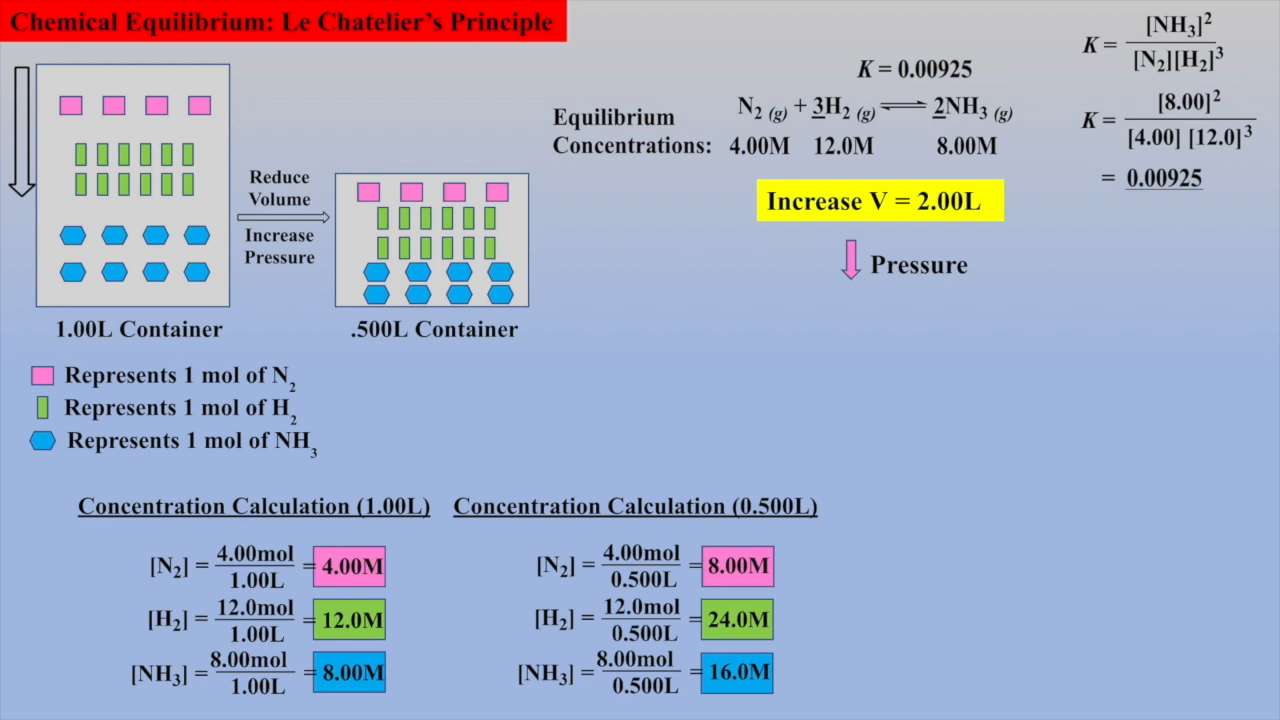 Chemical Equilibrium: Le Chatelier's Principle
Reduce
Volume
Increase
Pressure
1.00L Container
.500L Container
Represents 1 mol of N₂
Represents 1 mol of H₂
Represents 1 mol of NH₃
K = 0.00925
N₂ (g) + 3H₂ (g) ⇌ 2NH₃ (g)
Equilibrium
Concentrations: 4.00M 12.0M 8.00M
Increase V = 2.00L
Pressure
K = [NH₃]² / [N₂][H₂]³
K = [8.00]² / [4.00] [12.0]³
= 0.00925
Concentration Calculation (1.00L)
[N₂] = 4.00mol / 1.00L = 4.00M
[H₂] = 12.0mol / 1.00L = 12.0M
[NH₃] = 8.00mol / 1.00L = 8.00M
Concentration Calculation (0.500L)
[N₂] = 4.00mol / 0.500L = 8.00M
[H₂] = 12.0mol / 0.500L = 24.0M
[NH₃] = 8.00mol / 0.500L = 16.0M